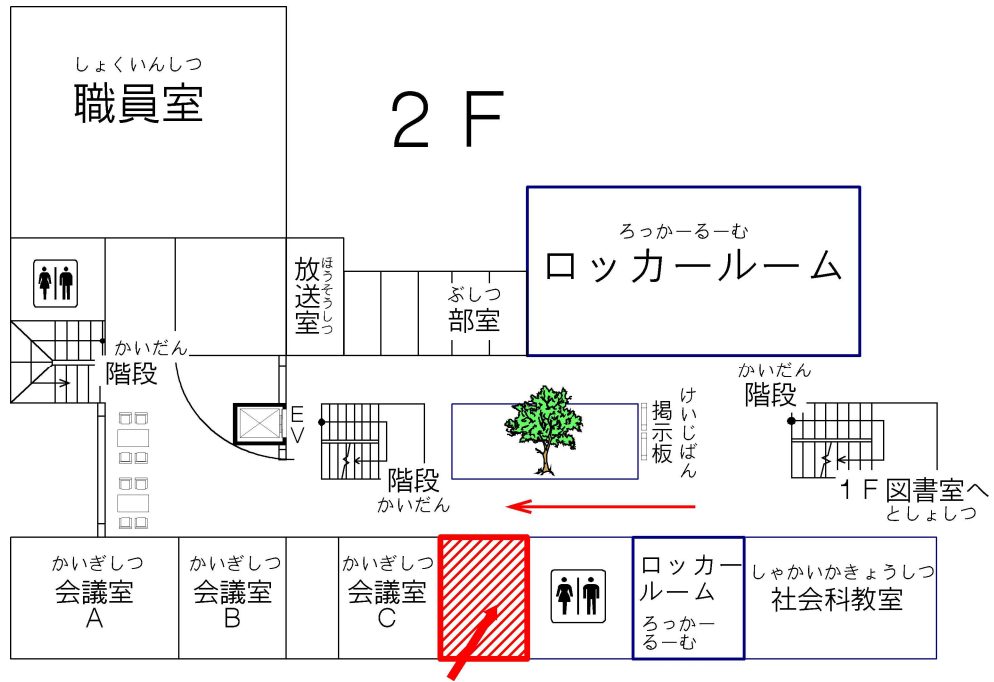 ２Ｆ
しょくいんしつ
職員室
ろっかーるーむ
ロッカールーム
放送室
ほうそうしつ
ぶしつ
部室
かいだん
階段
EV
階段
かいだん
掲示板
けいじばん
かいだん
階段
１Ｆ図書室へ
としょしつ
かいぎしつ
会議室
A
かいぎしつ
会議室
B
かいぎしつ
会議室
C
ロッカー
ルーム
ろっかー
るーむ
しゃかいかきょうしつ
社会科教室